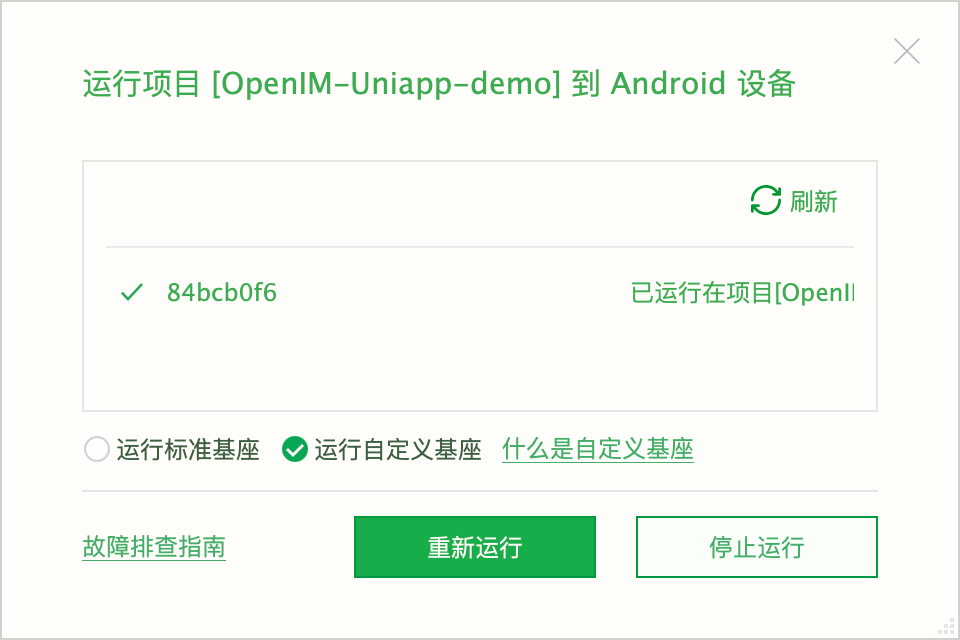 运行项目 [OpenIM-Uniapp-demo] 到 Android 设备
刷新
84bcb0f6 已运行在项目[OpenI
运行标准基座 运行自定义基座 什么是自定义基座
故障排查指南 重新运行 停止运行